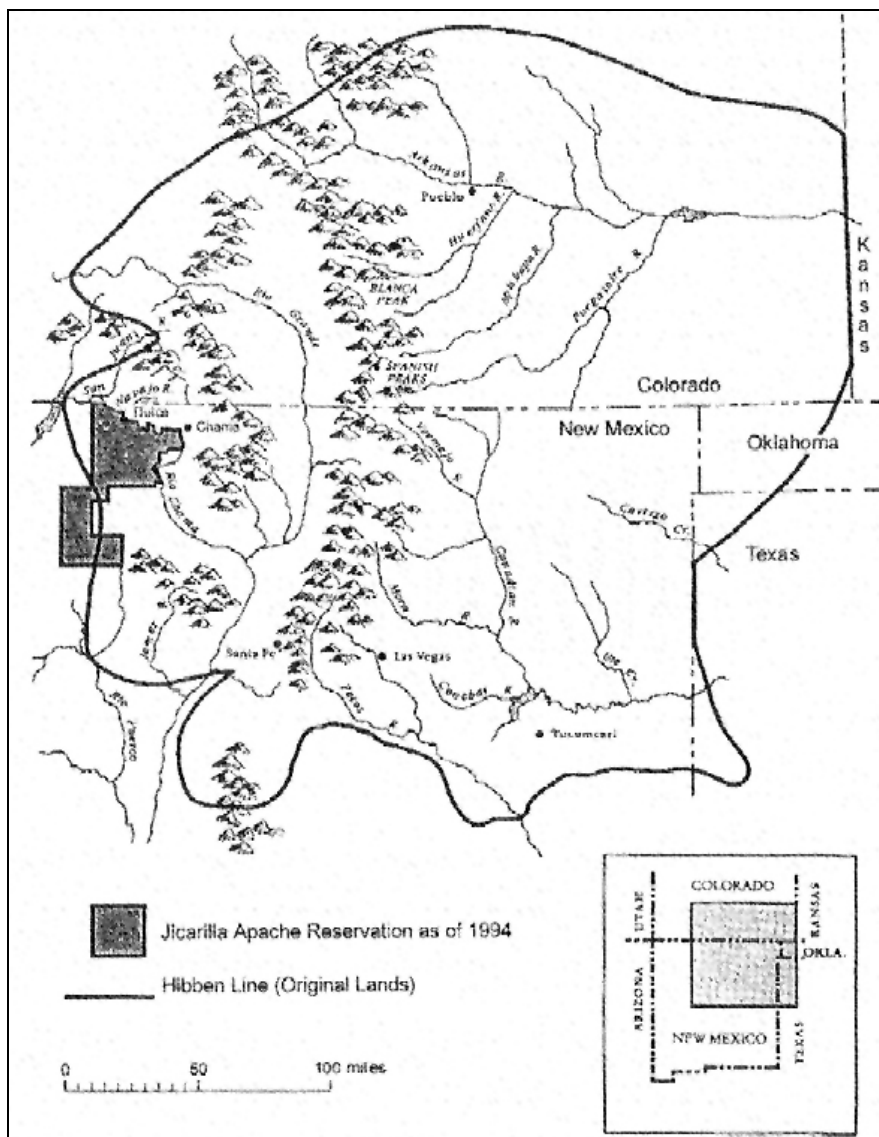 Arkansas
Pueblo
Huerfano R.
BLANCA
PEAK
Rio
Grande
Apishapa R.
Purgatoire R.
Kansas
SPANISH
PEAKS
San
Juan
R.
Navajo R.
Colorado
Dulce
Chama
New Mexico
Oklahoma
Vermejo R.
Rio Chama
Carrizo
Cr.
Texas
Canadian R.
Mora
R.
Jemez
Santa Fe
Las Vegas
Ute Cr.
Pecos
R.
Conchas R.
Rio
Puerco
Tucumcari
Jicarilla Apache Reservation as of 1994
Hibben Line (Original Lands)
0 50 100 miles
COLORADO
UTAH
KANSAS
OKLA.
ARIZONA
NEW MEXICO
TEXAS